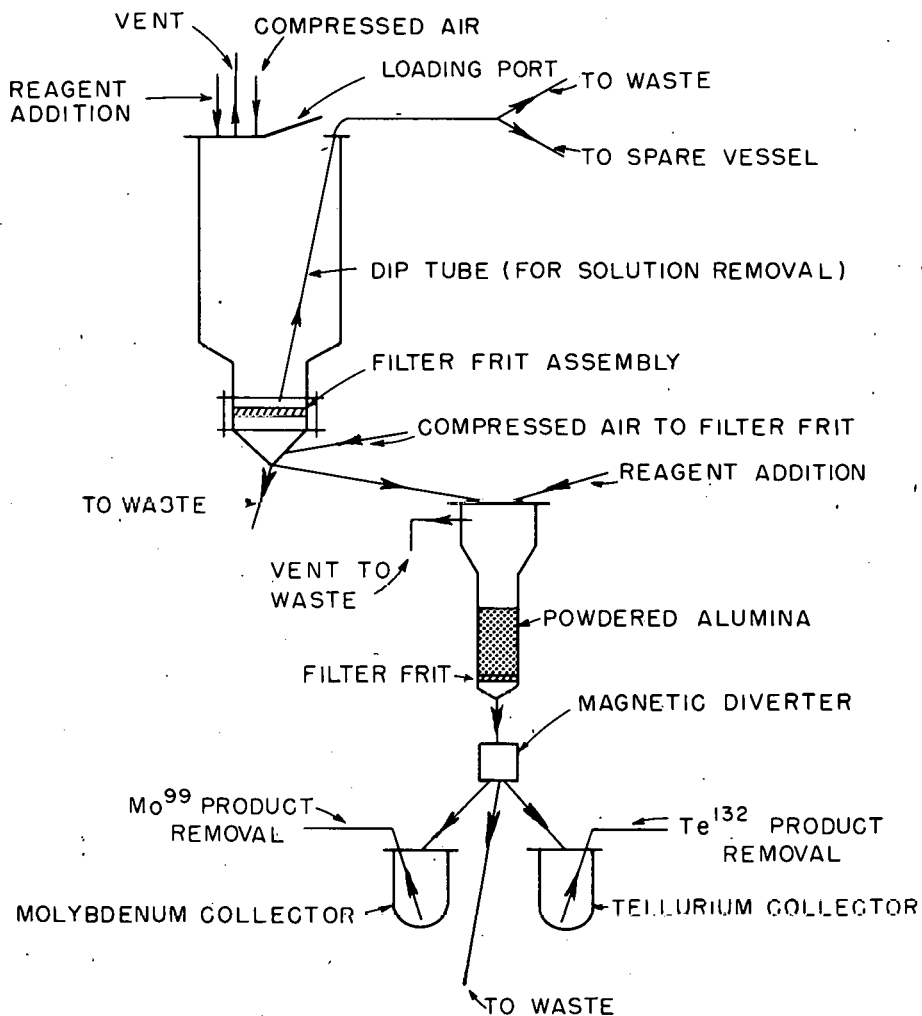 VENT
COMPRESSED AIR
LOADING PORT
REAGENT
ADDITION
TO WASTE
TO SPARE VESSEL
DIP TUBE (FOR SOLUTION REMOVAL)
FILTER FRIT ASSEMBLY
COMPRESSED AIR TO FILTER FRIT
REAGENT ADDITION
TO WASTE
VENT TO
WASTE
POWDERED ALUMINA
FILTER FRIT
MAGNETIC DIVERTER
Mo⁹⁹ PRODUCT
REMOVAL
Te¹³² PRODUCT
REMOVAL
MOLYBDENUM COLLECTOR
TELLURIUM COLLECTOR
TO WASTE